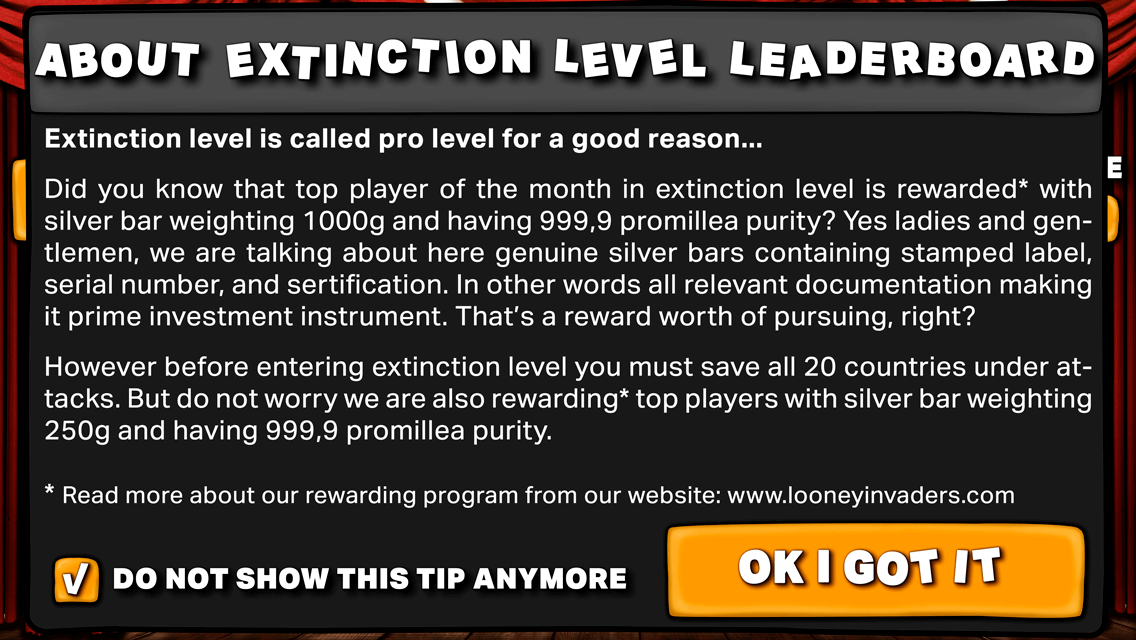 ABOUT EXTINCTION LEVEL LEADERBOARD
Extinction level is called pro level for a good reason...
Did you know that top player of the month in extinction level is rewarded* with
silver bar weighting 1000g and having 999,9 promillea purity? Yes ladies and gen-
tlemen, we are talking about here genuine silver bars containing stamped label,
serial number, and sertification. In other words all relevant documentation making
it prime investment instrument. That's a reward worth of pursuing, right?
However before entering extinction level you must save all 20 countries under at-
tacks. But do not worry we are also rewarding* top players with silver bar weighting
250g and having 999,9 promillea purity.
* Read more about our rewarding program from our website: www.looneyinvaders.com
DO NOT SHOW THIS TIP ANYMORE
OK I GOT IT
E